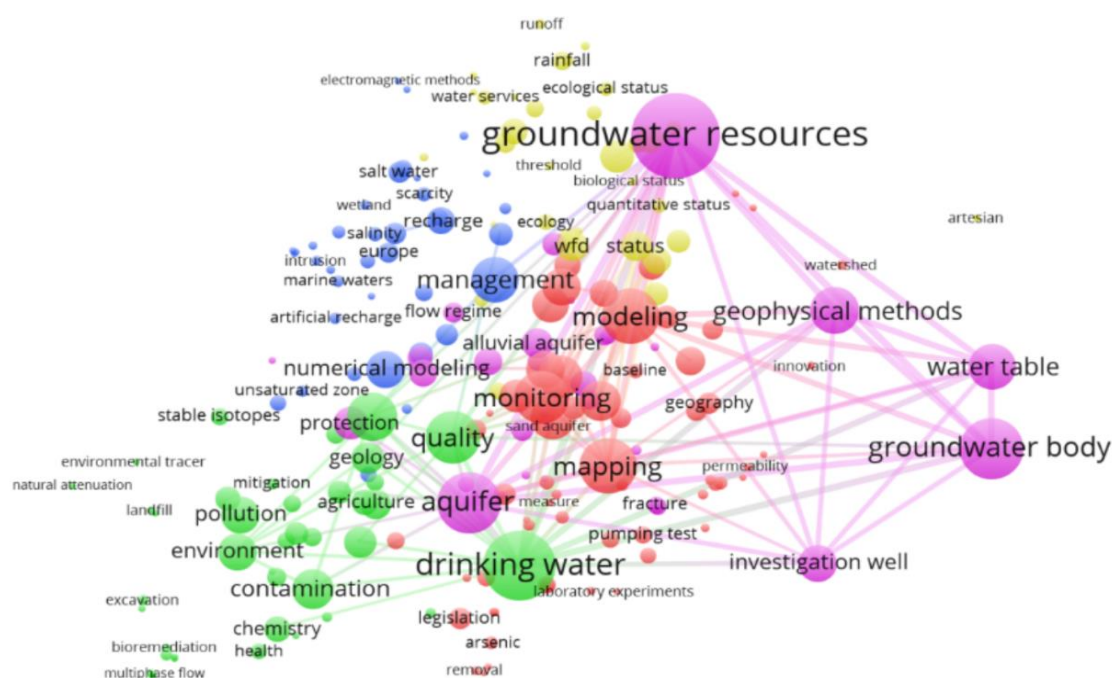 runoff
rainfall
electromagnetic methods
ecological status
water services
groundwater resources
threshold
salt water
biological status
scarcity
wetland
quantitative status
recharge
ecology
artesian
salinity
wfd
status
europe
intrusion
watershed
marine waters
management
flow regime
geophysical methods
artificial recharge
modeling
alluvial aquifer
numerical modeling
baseline
innovation
water table
unsaturated zone
monitoring
geography
stable isotopes
protection
sand aquifer
quality
groundwater body
geology
environmental tracer
mapping
permeability
natural attenuation
mitigation
agriculture
aquifer
measure
fracture
landfill
pollution
pumping test
environment
drinking water
investigation well
contamination
laboratory experiments
excavation
legislation
chemistry
arsenic
bioremediation
health
removal
multiphase flow